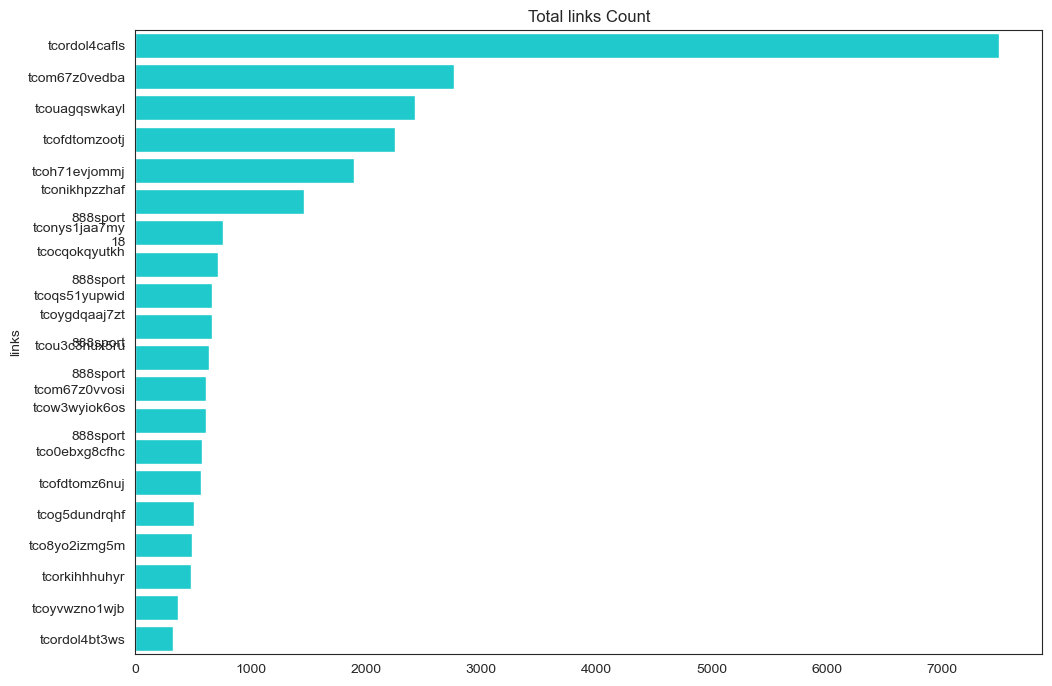 Total links Count
tcordol4cafls
tcom67z0vedba
tcouagqswkayl
tcofdtomzootj
tcoh71evjommj
tconikhpzzhaf
888sport
tconys1jaa7my
18
tcocqokqyutkh
888sport
tcoqs51yupwid
tcoygdqaaj7zt
888sport
tcou3c3nux5ru
888sport
tcom67z0vvosi
tcow3wyiok6os
888sport
tco0ebxg8cfhc
tcofdtomz6nuj
tcog5dundrqhf
tco8yo2izmg5m
tcorkihhhuhyr
tcoyvwzno1wjb
tcordol4bt3ws
links
0 1000 2000 3000 4000 5000 6000 7000